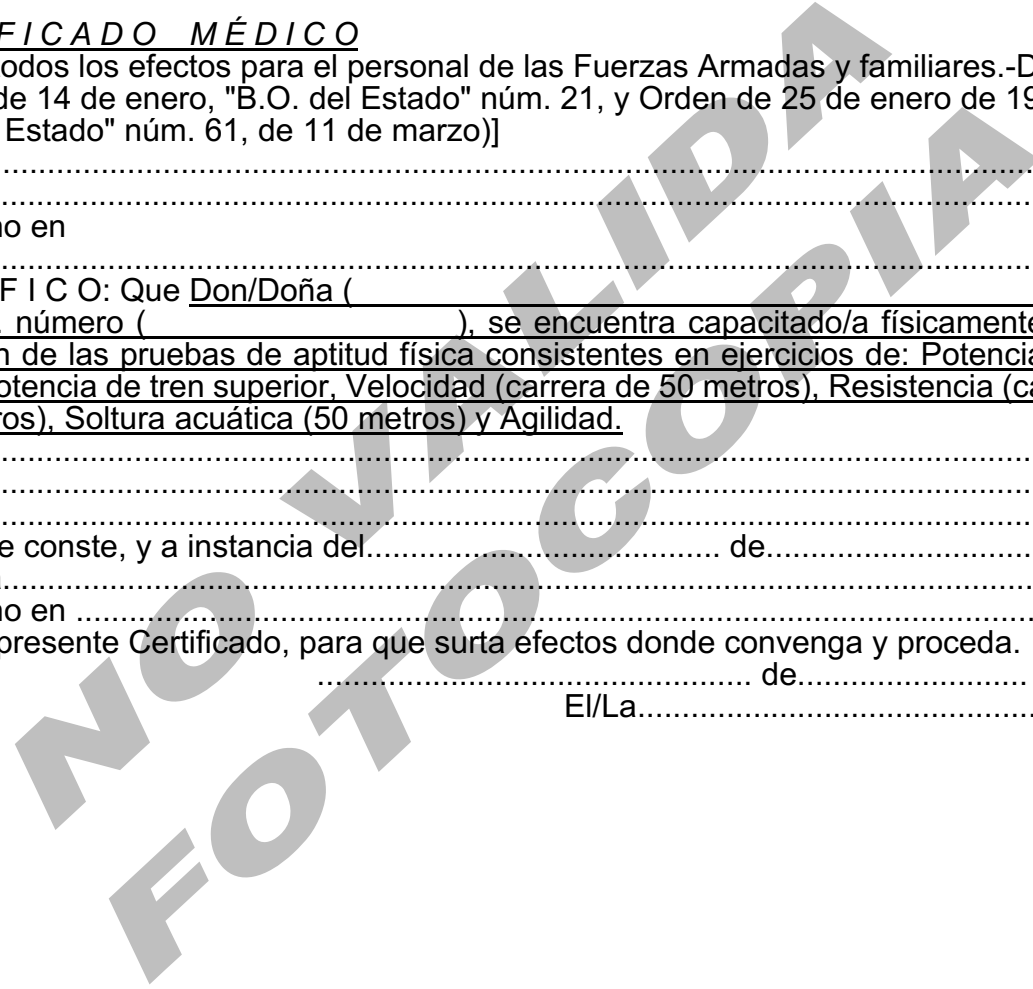 F I C A D O M É D I C O
todos los efectos para el personal de las Fuerzas Armadas y familiares.-D
de 14 de enero, "B.O. del Estado" núm. 21, y Orden de 25 de enero de 19
Estado" núm. 61, de 11 de marzo)]
................................................................................
................................................................................
no en
................................................................................
F I C O: Que Don/Doña (
. número ( ), se encuentra capacitado/a físicamente
n de las pruebas de aptitud física consistentes en ejercicios de: Potencia
otencia de tren superior, Velocidad (carrera de 50 metros), Resistencia (ca
ros), Soltura acuática (50 metros) y Agilidad.
................................................................................
................................................................................
................................................................................
e conste, y a instancia del........................................ de..............................
................................................................................
no en ................................................................................
presente Certificado, para que surta efectos donde convenga y proceda.
................................................. de..........................
El/La.............................................
NO VALIDA
FOTOCOPIA